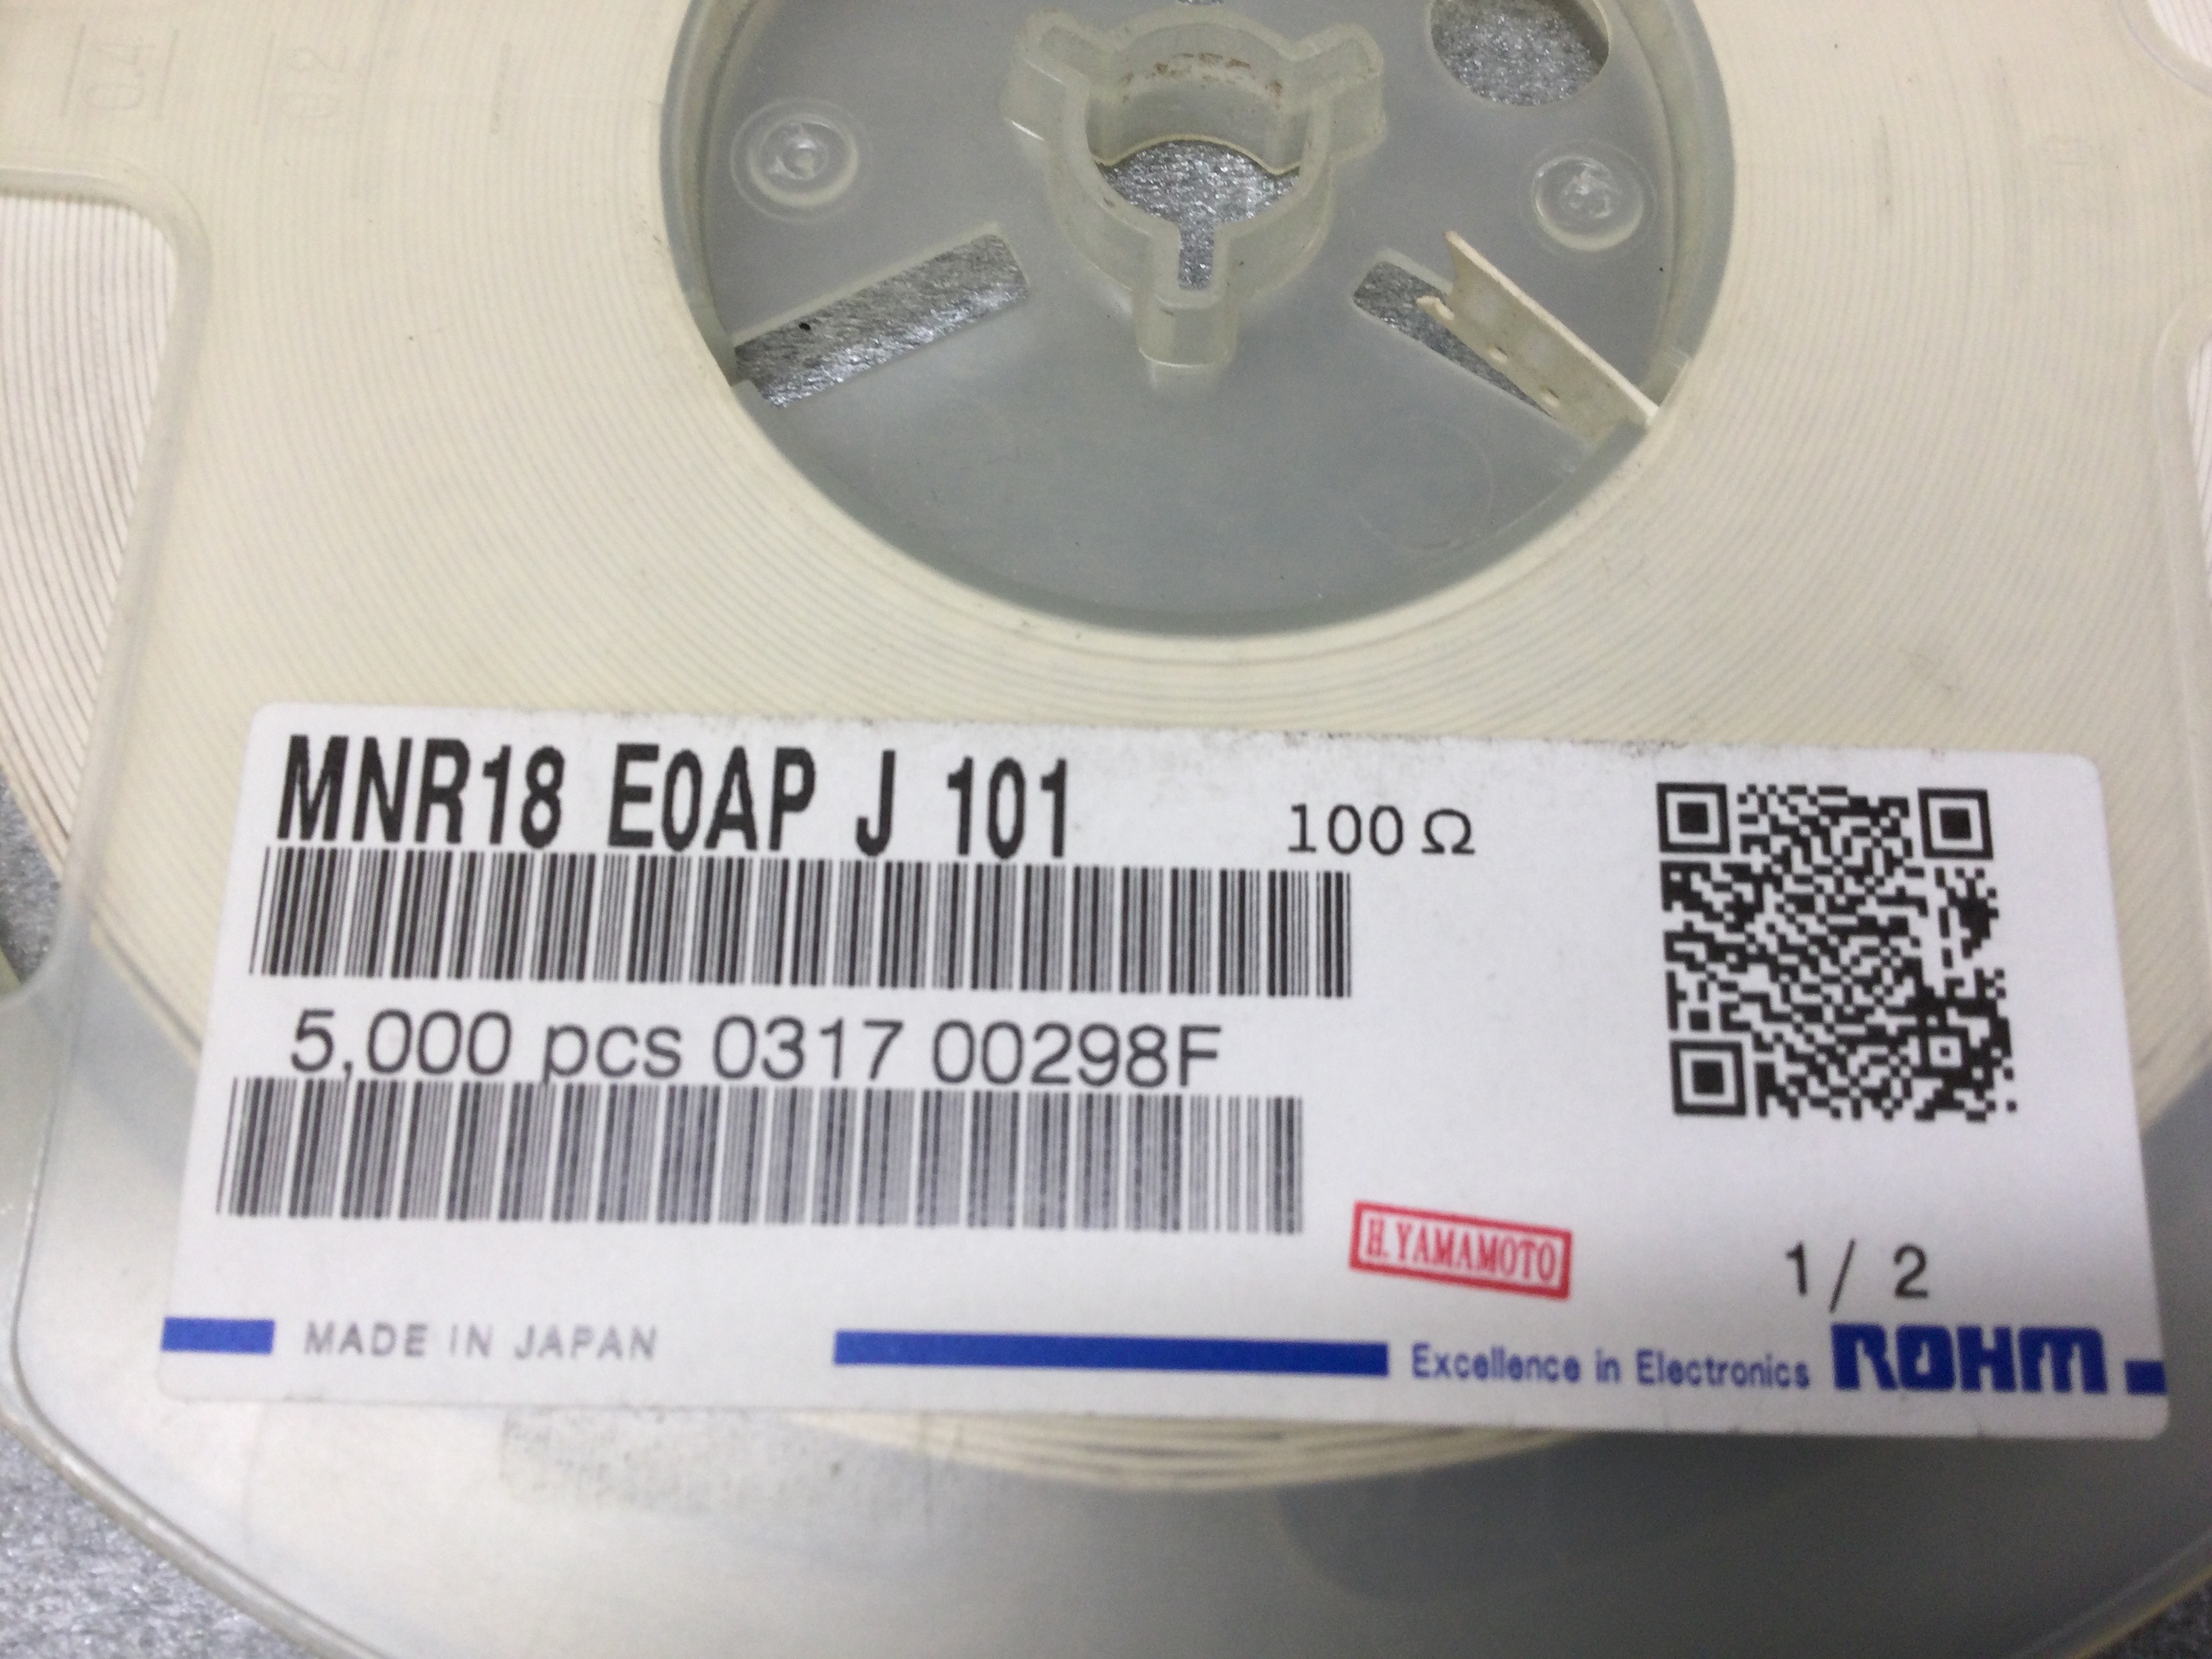 MNR18 E0AP J 101 100Ω
5,000 pcs 0317 00298F
H.YAMAMOTO
1/ 2
MADE IN JAPAN Excellence in Electronics ROHM